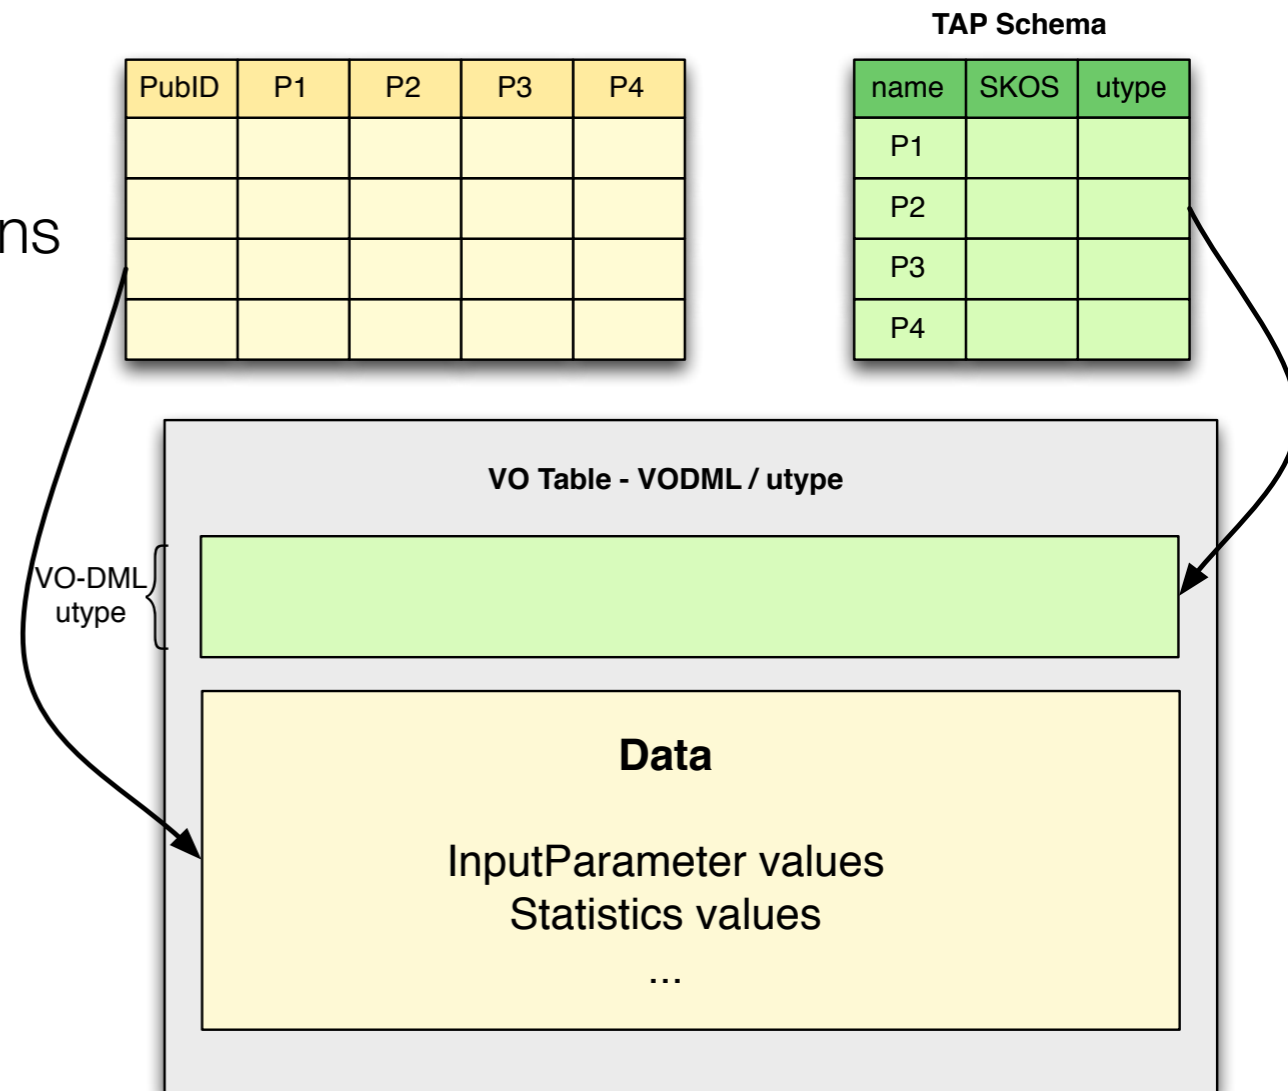 TAP Schema
PubID P1 P2 P3 P4
name SKOS utype
P1
P2
P3
P4
ns
VO Table - VODML / utype
VO-DML
utype
Data
InputParameter values
Statistics values
...